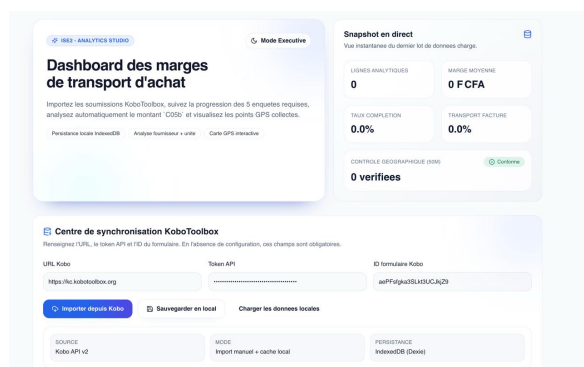 ISE2 - ANALYTICS STUDIO
Mode Executive
Dashboard des marges
de transport d'achat
Importez les soumissions KoboToolbox, suivez la progression des 5 enquetes requises,
analysez automatiquement le montant `C05b` et visualisez les points GPS collectes.
Persistance locale IndexedDB
Analyse fournisseur + unite
Carte GPS interactive
Snapshot en direct
Vue instantanee du dernier lot de donnees charge.
LIGNES ANALYTIQUES
0
MARGE MOYENNE
0 F CFA
TAUX COMPLETION
0.0%
TRANSPORT FACTURE
0.0%
CONTROLE GEOGRAPHIQUE (50M)
Conforme
0 verifiees
Centre de synchronisation KoboToolbox
Renseignez l'URL, le token API et l'ID du formulaire. En l'absence de configuration, ces champs sont obligatoires.
URL Kobo
https://kc.kobotoolbox.org
Token API
ID formulaire Kobo
aePFsfgka3SLkt3UCJkjZ9
Importer depuis Kobo
Sauvegarder en local
Charger les donnees locales
SOURCE
Kobo API v2
MODE
Import manuel + cache local
PERSISTANCE
IndexedDB (Dexie)